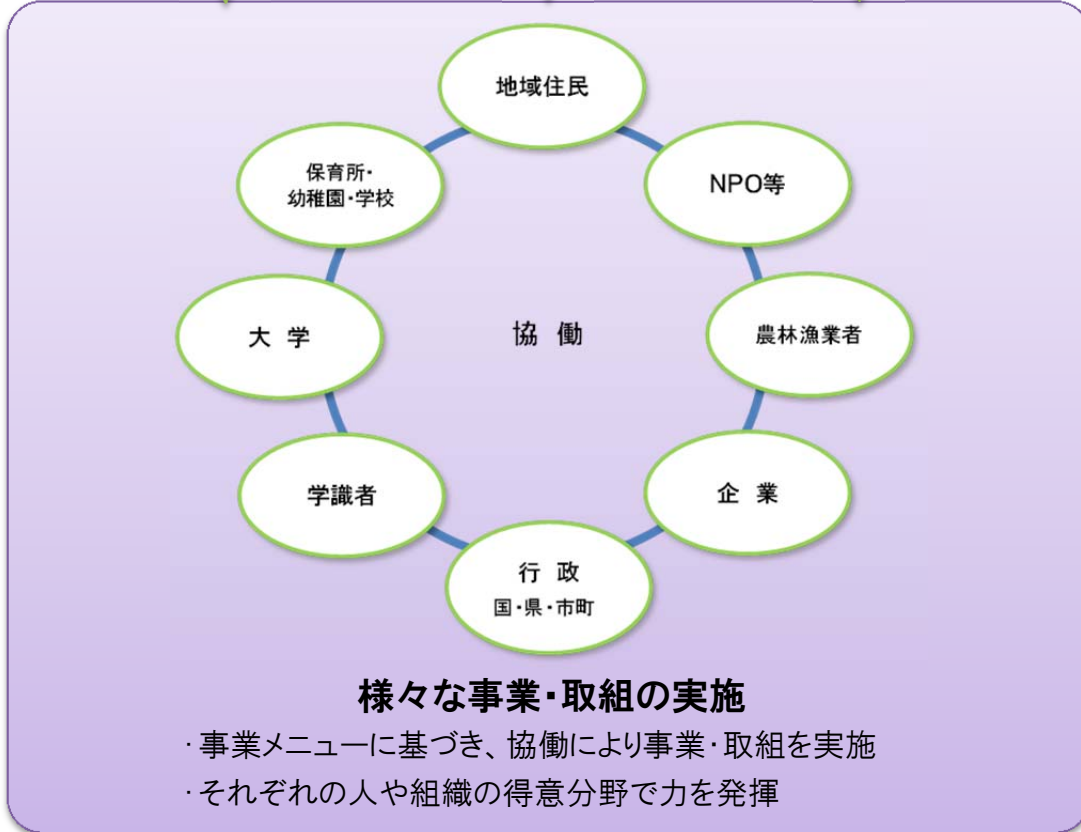 地域住民
保育所・
幼稚園・学校
NPO等
大 学
協 働
農林漁業者
学識者
企 業
行 政
国・県・市町
様々な事業・取組の実施
・事業メニューに基づき、協働により事業・取組を実施
・それぞれの人や組織の得意分野で力を発揮